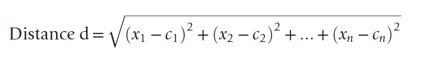 Distance d = √(x₁ − c₁)² + (x₂ − c₂)² + … + (xₙ − cₙ)²